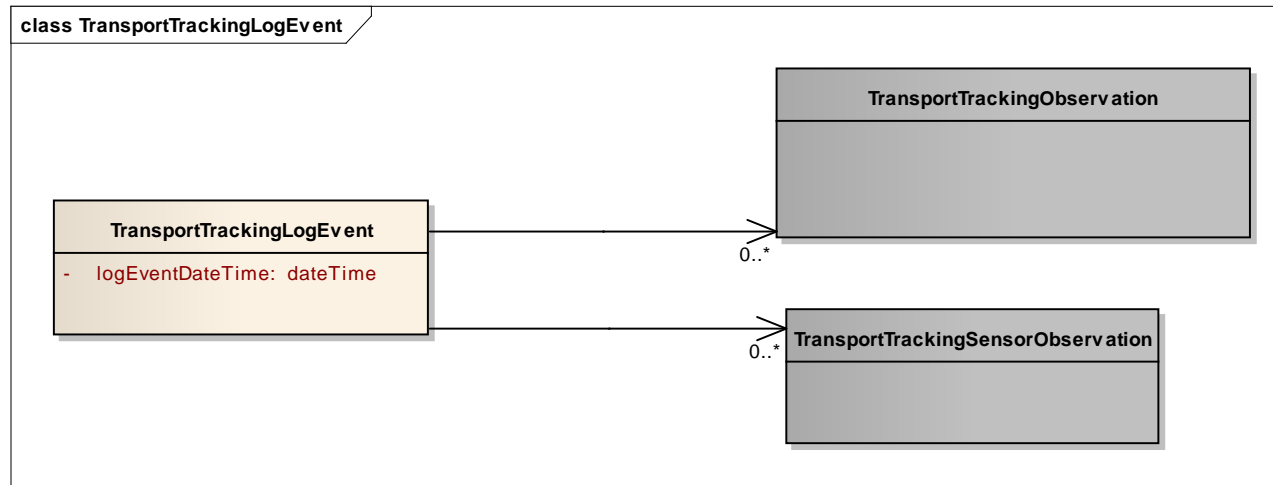 class TransportTrackingLogEvent
TransportTrackingObservation
TransportTrackingLogEvent
- logEventDateTime: dateTime
0..*
0..*
TransportTrackingSensorObservation